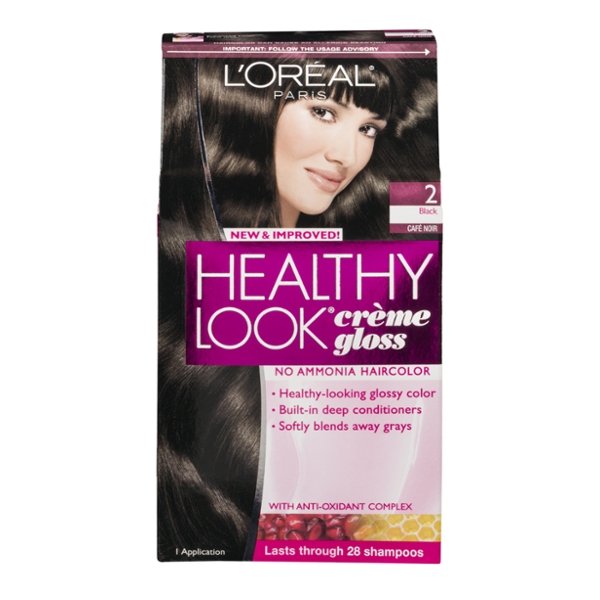 IMPORTANT: FOLLOW THE USAGE ADVISORY
L'ORÉAL
PARIS
2
Black
CAFÉ NOIR
NEW & IMPROVED!
HEALTHY
LOOK® crème
gloss
NO AMMONIA HAIRCOLOR
• Healthy-looking glossy color
• Built-in deep conditioners
• Softly blends away grays
WITH ANTI-OXIDANT COMPLEX
1 Application
Lasts through 28 shampoos